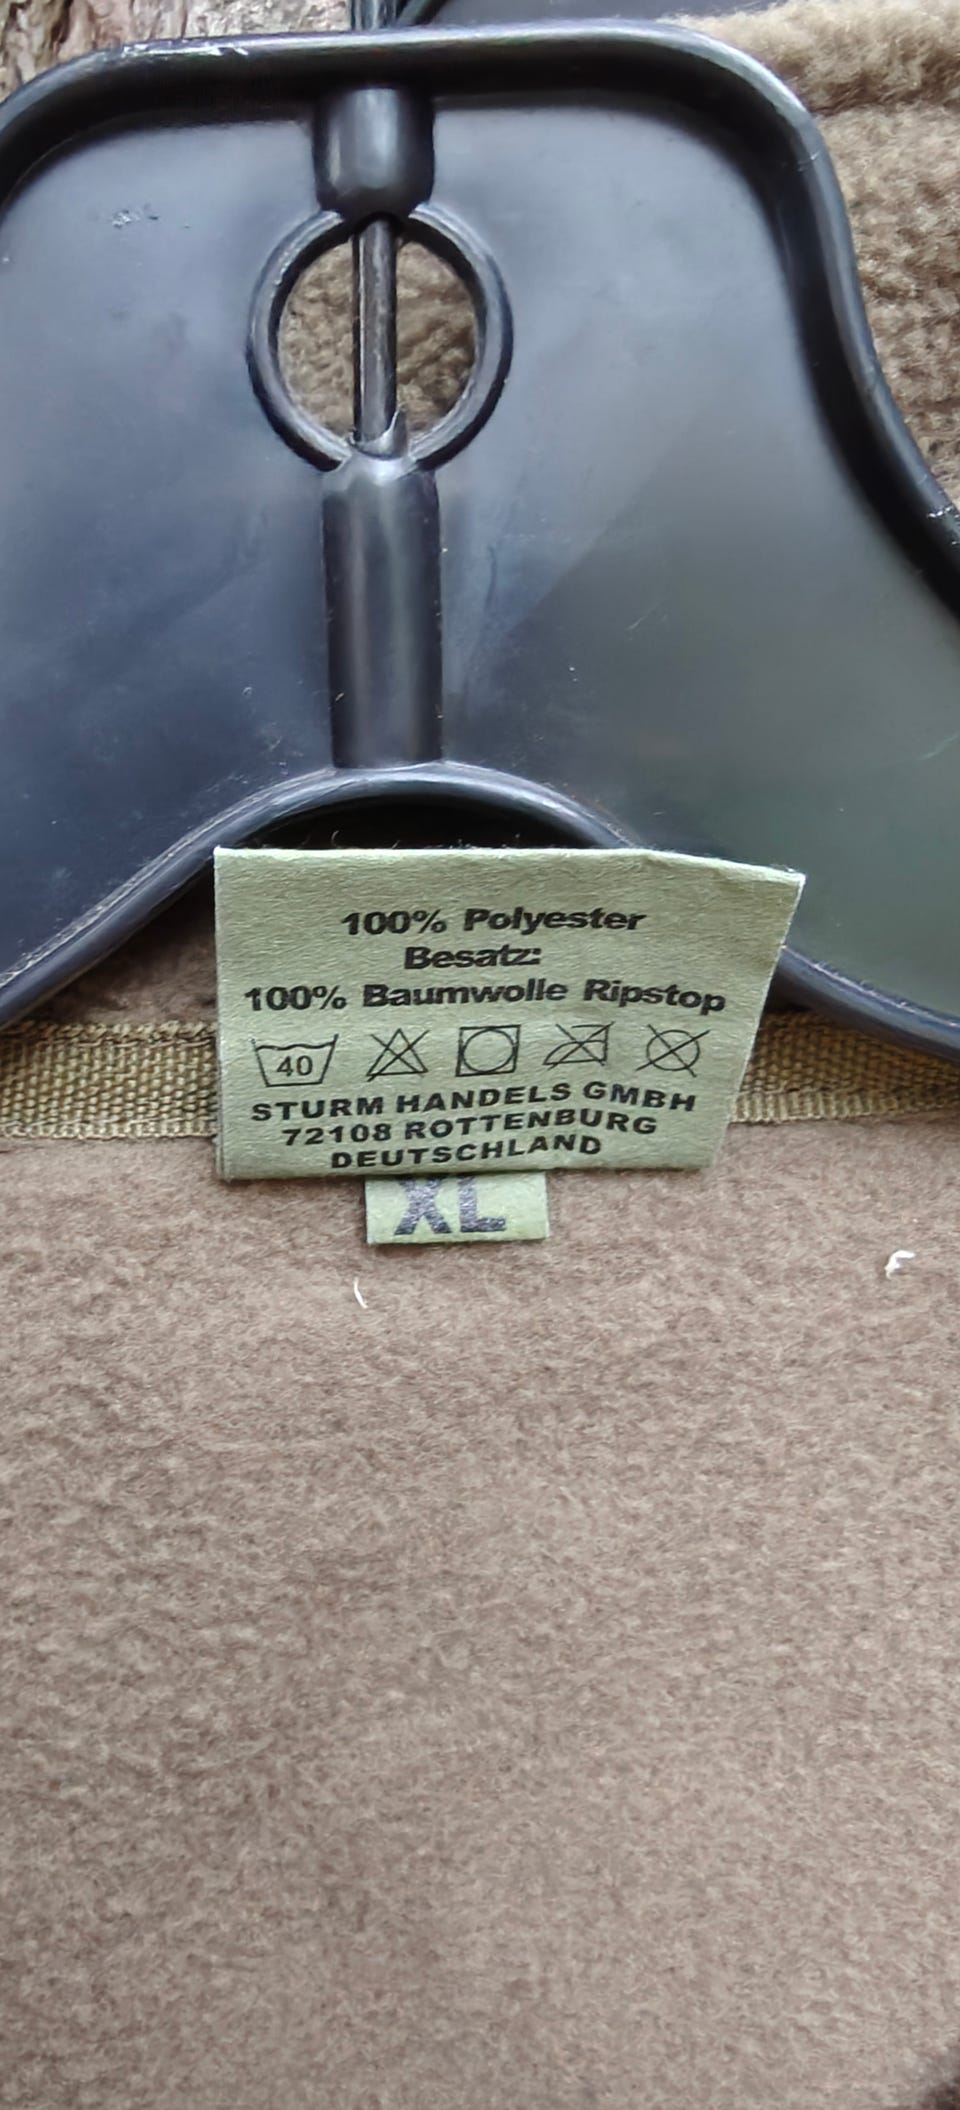 100% Polyester
Besatz:
100% Baumwolle Ripstop
40
STURM HANDELS GMBH
72108 ROTTENBURG
DEUTSCHLAND
XL